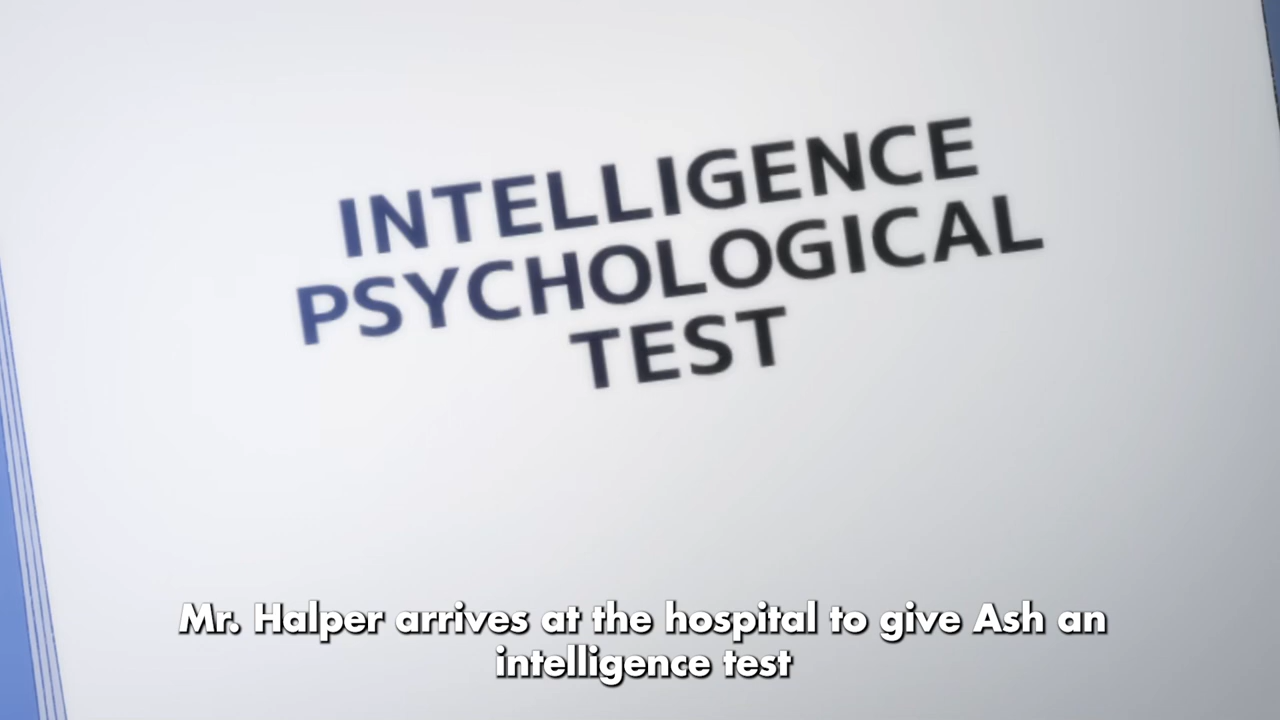 INTELLIGENCE
PSYCHOLOGICAL
TEST
Mr. Halper arrives at the hospital to give Ash an
intelligence test